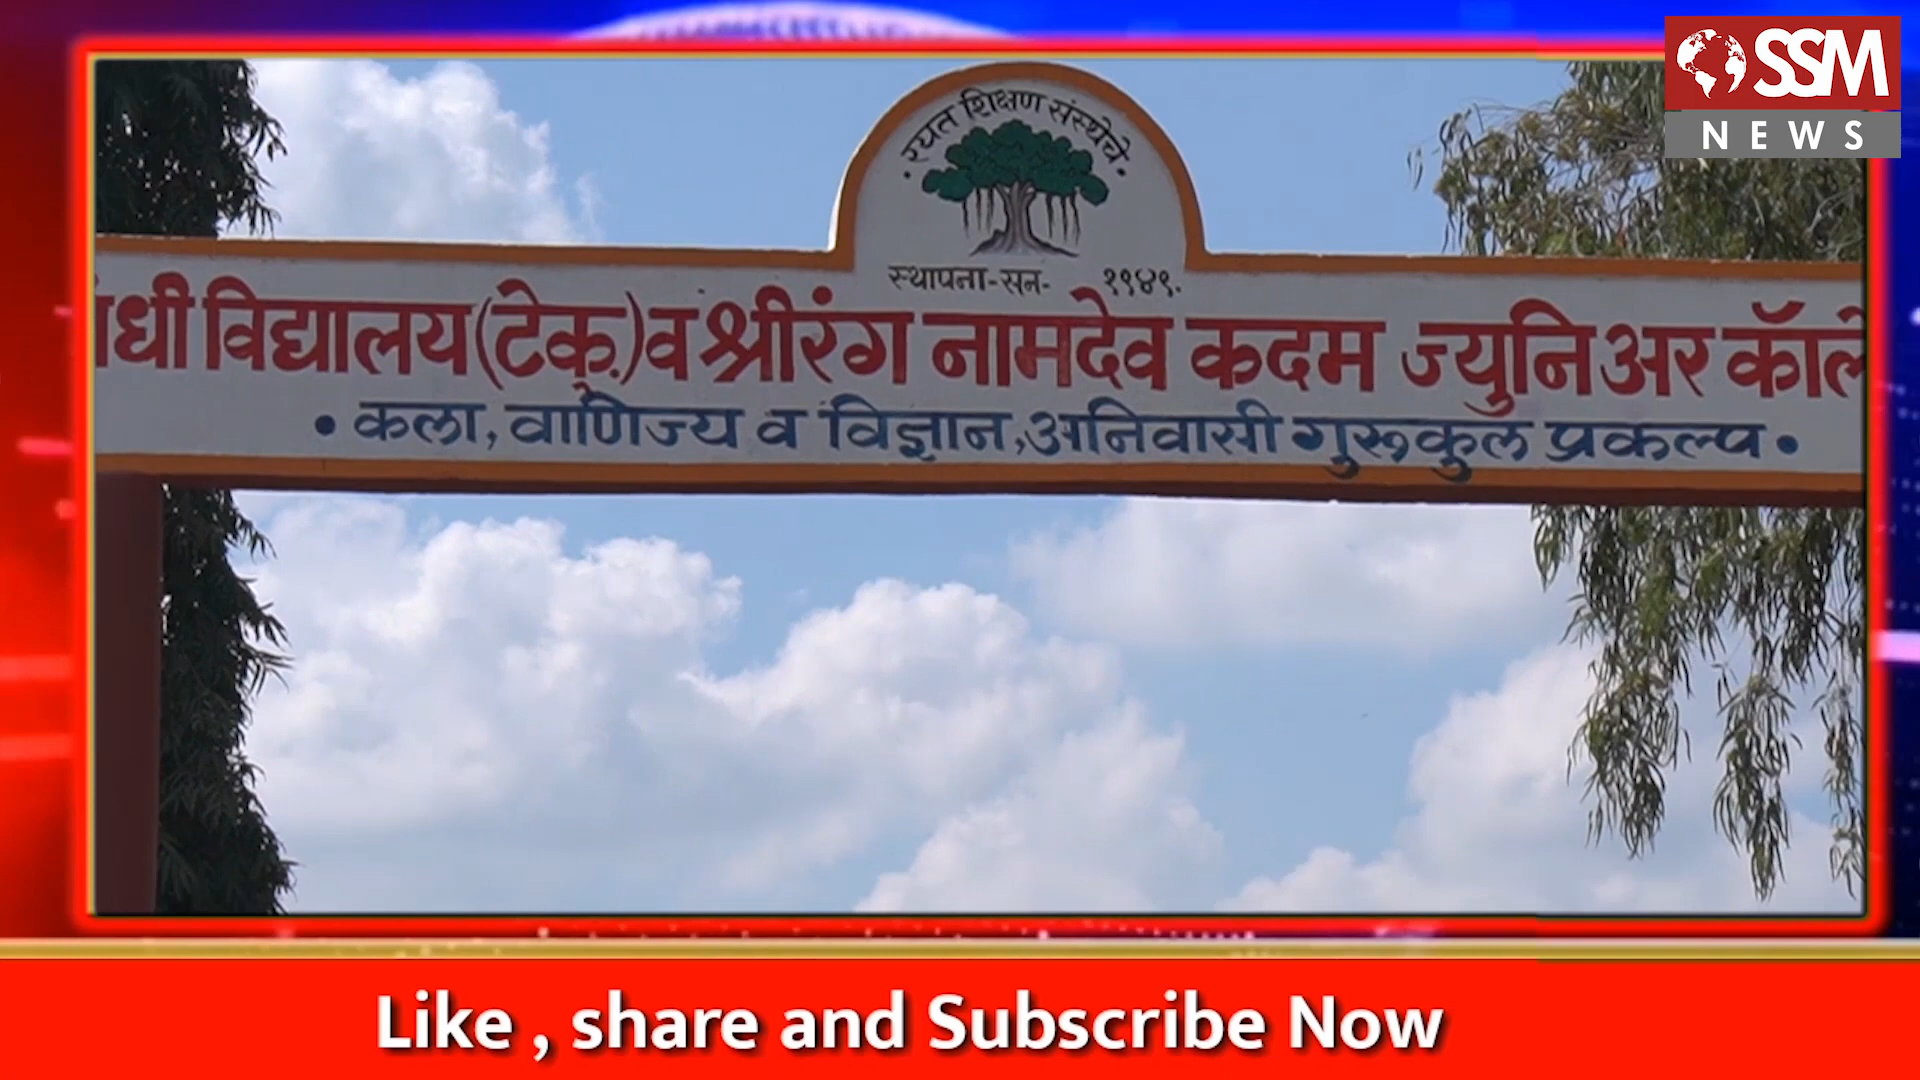 SSM
NEWS
• रयत शिक्षण संस्थेचे •
स्थापना-सन- १९४९.
धी विद्यालय (टेक्.) व श्रीरंग नामदेव कदम ज्युनिअर कॉले
• कला, वाणिज्य व विज्ञान, अनिवासी गुरूकुल प्रकल्प •
Like , share and Subscribe Now